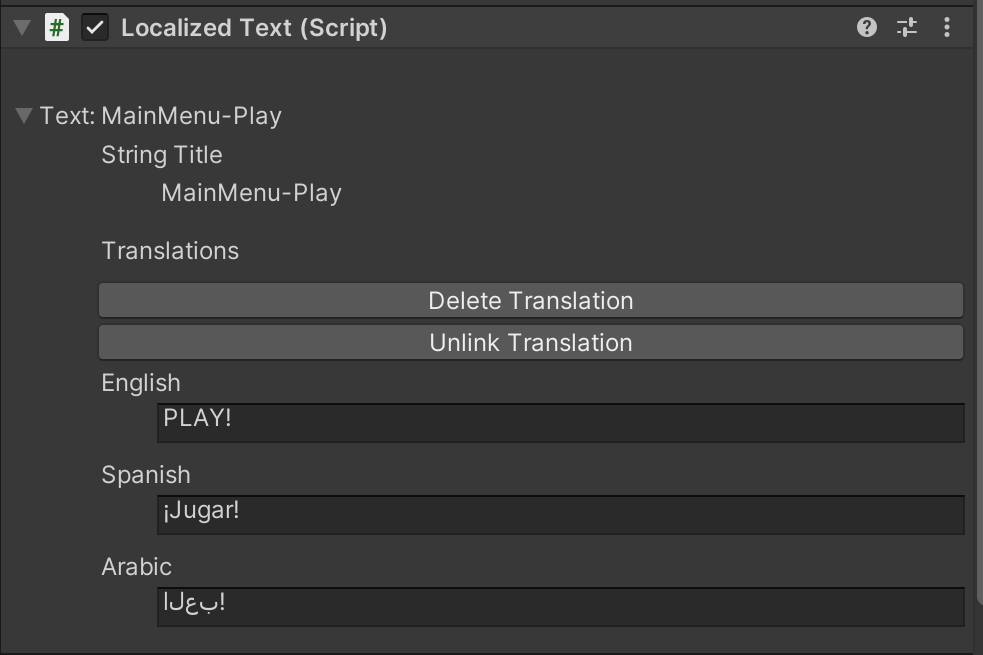 #
Localized Text (Script)
?
Text: MainMenu-Play
String Title
MainMenu-Play
Translations
Delete Translation
Unlink Translation
English
PLAY!
Spanish
¡Jugar!
Arabic
!بعلا